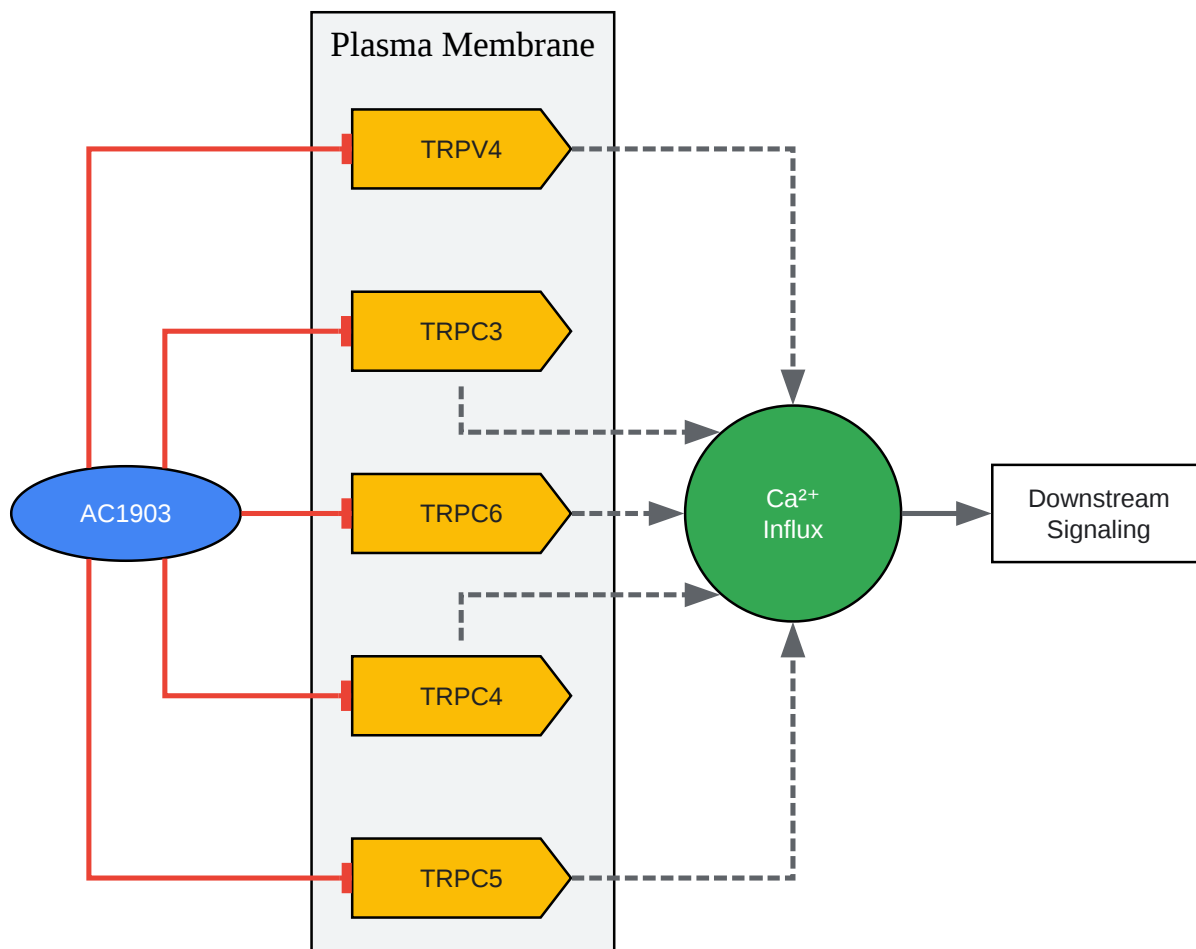 Plasma Membrane
TRPV4
TRPC3
AC1903
TRPC6
Ca²⁺
Influx
Downstream
Signaling
TRPC4
TRPC5